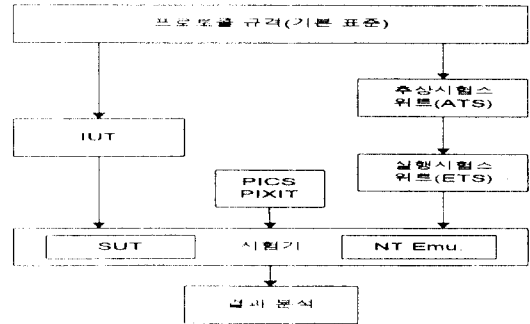 프로토콜 규격(기본 표준)
추상시험스
위트(ATS)
IUT
실행시험스
위트(ETS)
PICS
PIXIT
SUT
시험기
NT Emu.
결과 분석